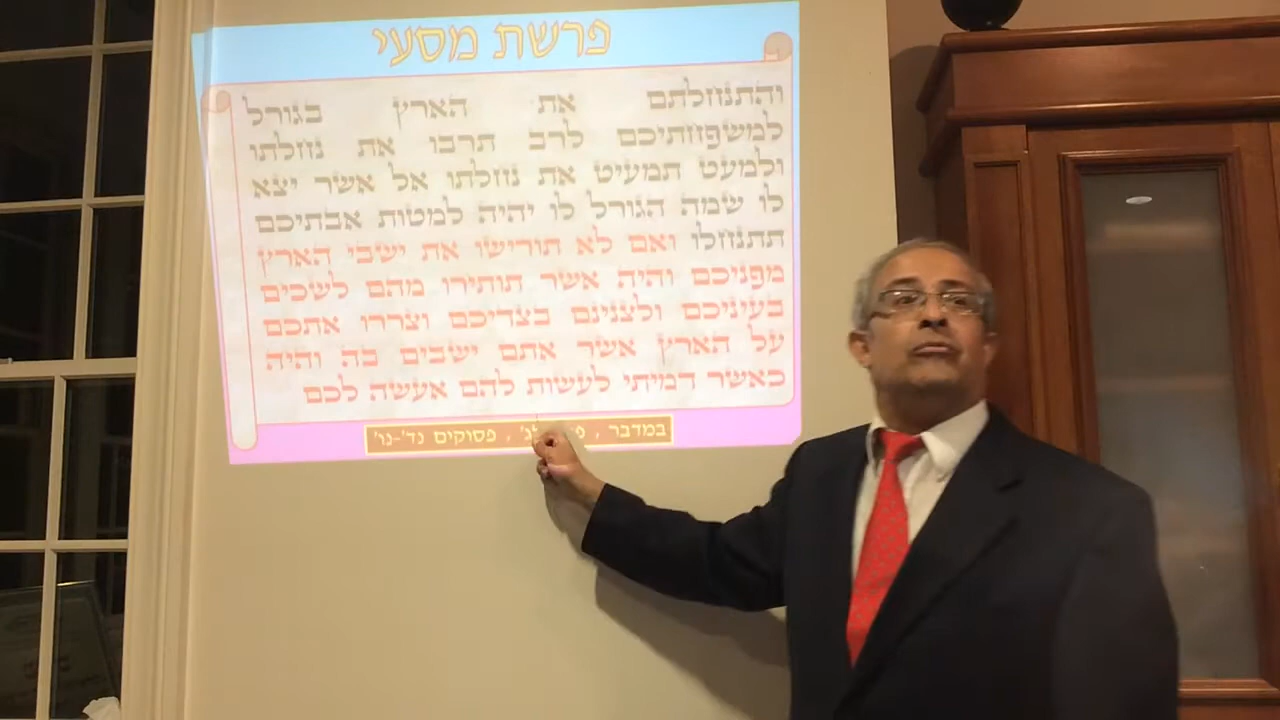 פרשת מסעי
והתנחלתם את הארץ בגורל
למשפחתיכם לרב תרבו את נחלתו
ולמעט תמעיט את נחלתו אל אשר יצא
לו שמה הגורל לו יהיה למטות אבתיכם
תתנחלו ואם לא תורישו את ישבי הארץ
מפניכם והיה אשר תותירו מהם לשכים
בעיניכם ולצנינם בצדיכם וצררו אתכם
על הארץ אשר אתם ישבים בה והיה
כאשר דמיתי לעשות להם אעשה לכם
במדבר , לג' , פסוקים נד'-נו'